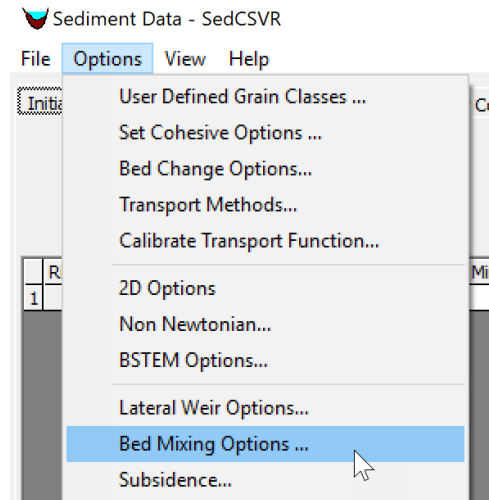 Sediment Data - SedCSVR
File Options View Help
User Defined Grain Classes ...
Set Cohesive Options ...
Bed Change Options...
Transport Methods...
Calibrate Transport Function...
2D Options
Non Newtonian...
BSTEM Options...
Lateral Weir Options...
Bed Mixing Options ...
Subsidence...
1